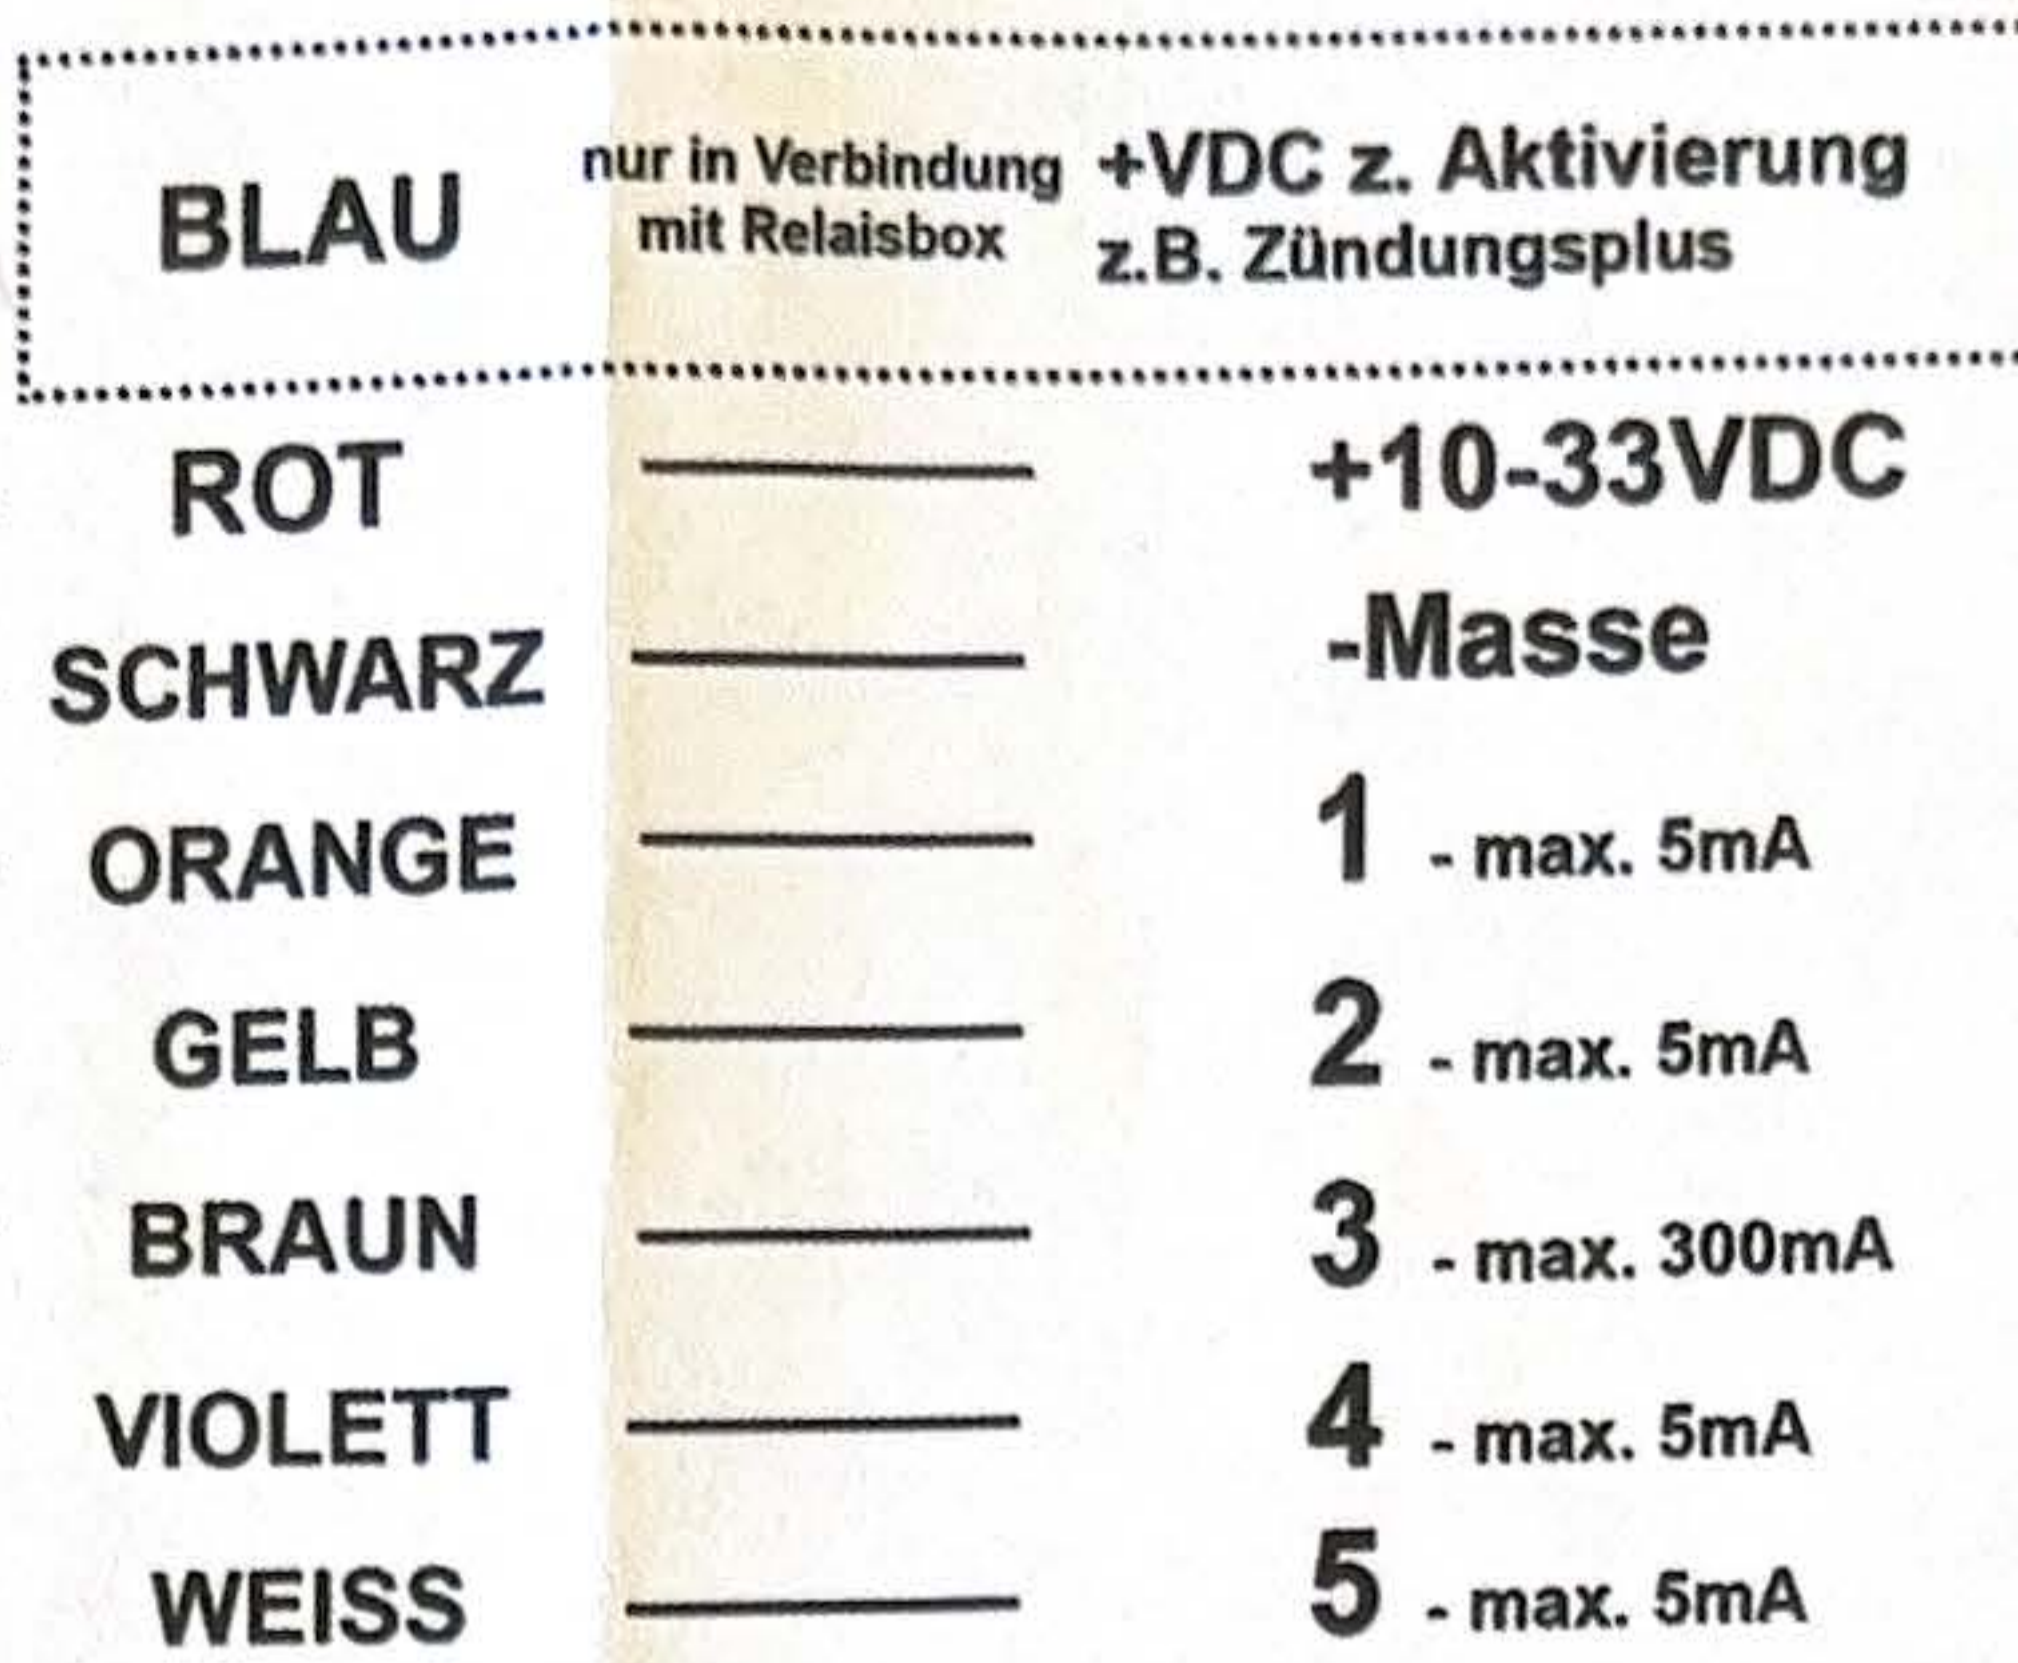 BLAU nur in Verbindung +VDC z. Aktivierung
mit Relaisbox z.B. Zündungsplus
ROT +10-33VDC
SCHWARZ -Masse
ORANGE 1 - max. 5mA
GELB 2 - max. 5mA
BRAUN 3 - max. 300mA
VIOLETT 4 - max. 5mA
WEISS 5 - max. 5mA